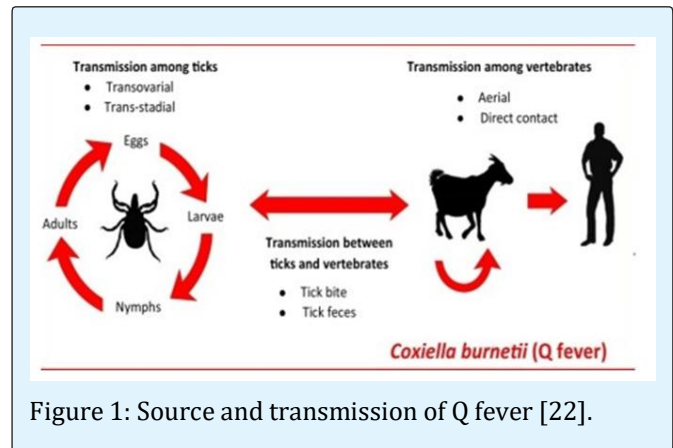 Transmission among ticks
• Transovarial
• Trans-stadial
Eggs
Larvae
Nymphs
Adults
Transmission between
ticks and vertebrates
• Tick bite
• Tick feces
Transmission among vertebrates
• Aerial
• Direct contact
Coxiella burnetii (Q fever)
Figure 1: Source and transmission of Q fever [22].